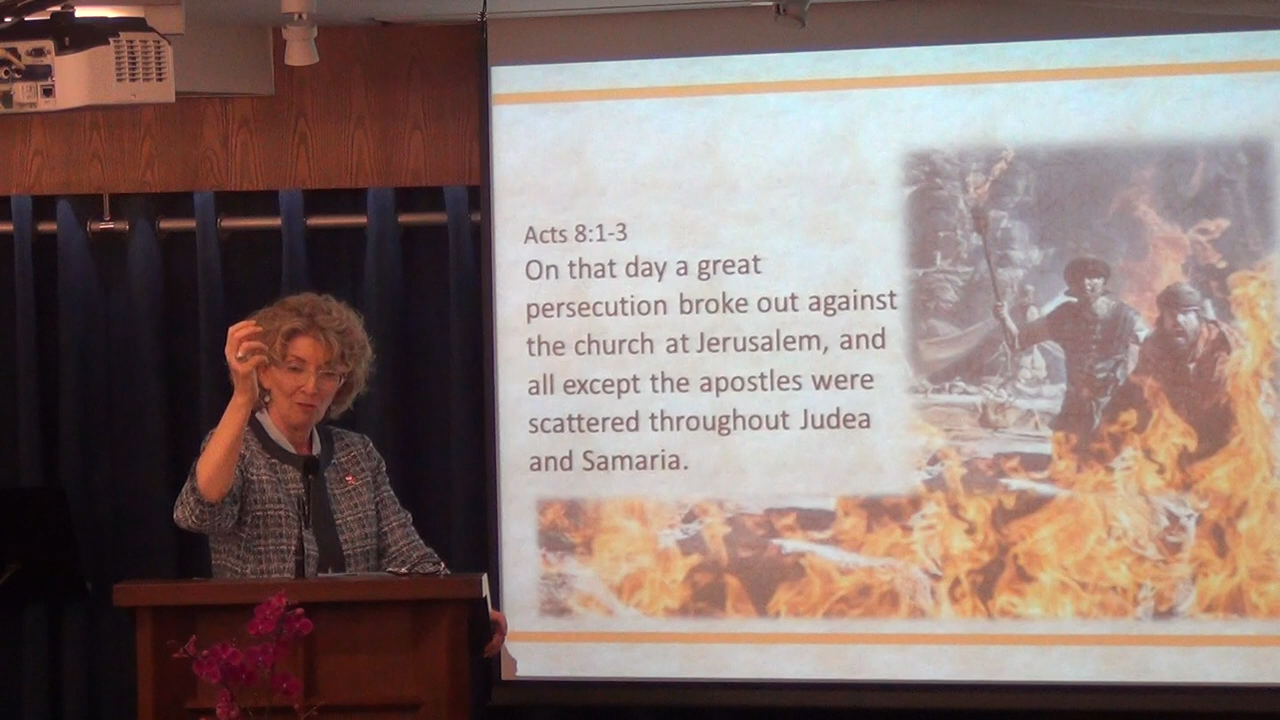 Acts 8:1-3
On that day a great
persecution broke out against
the church at Jerusalem, and
all except the apostles were
scattered throughout Judea
and Samaria.